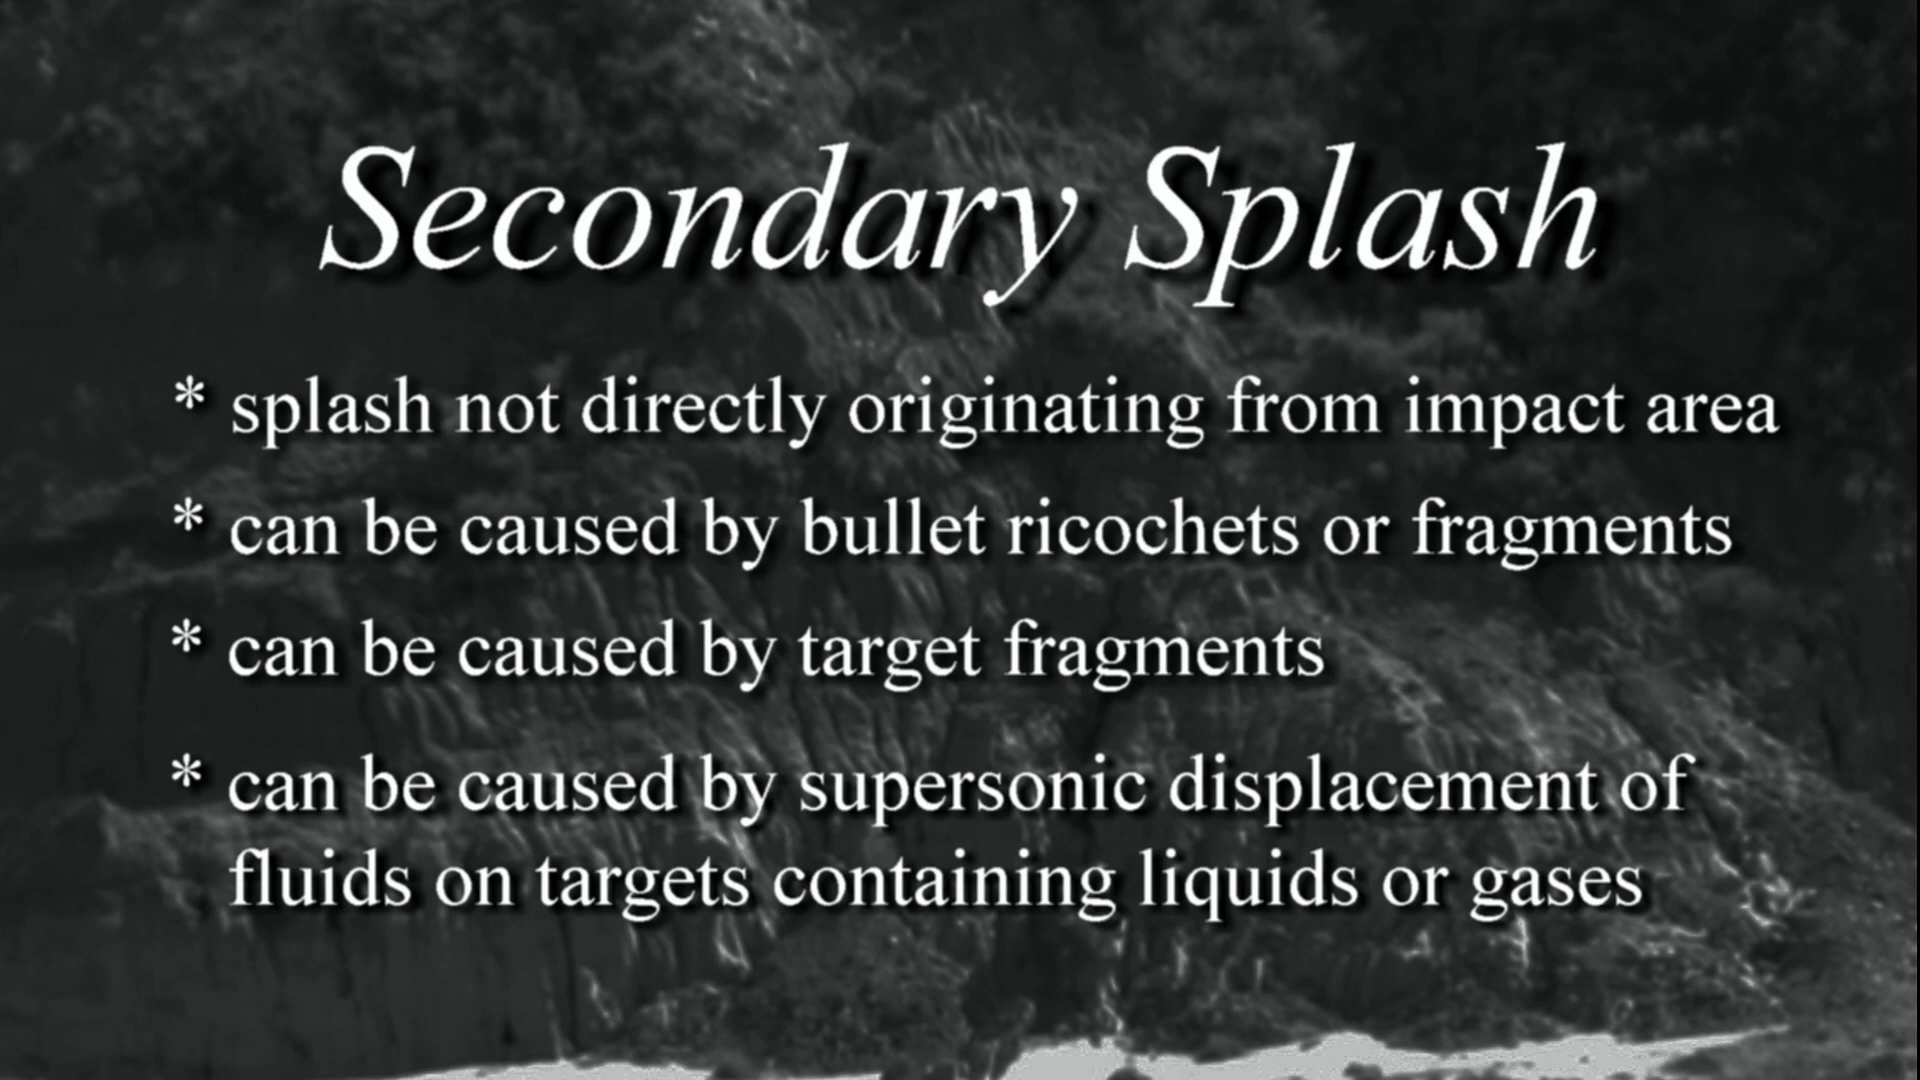 Secondary Splash
* splash not directly originating from impact area
* can be caused by bullet ricochets or fragments
* can be caused by target fragments
* can be caused by supersonic displacement of
fluids on targets containing liquids or gases